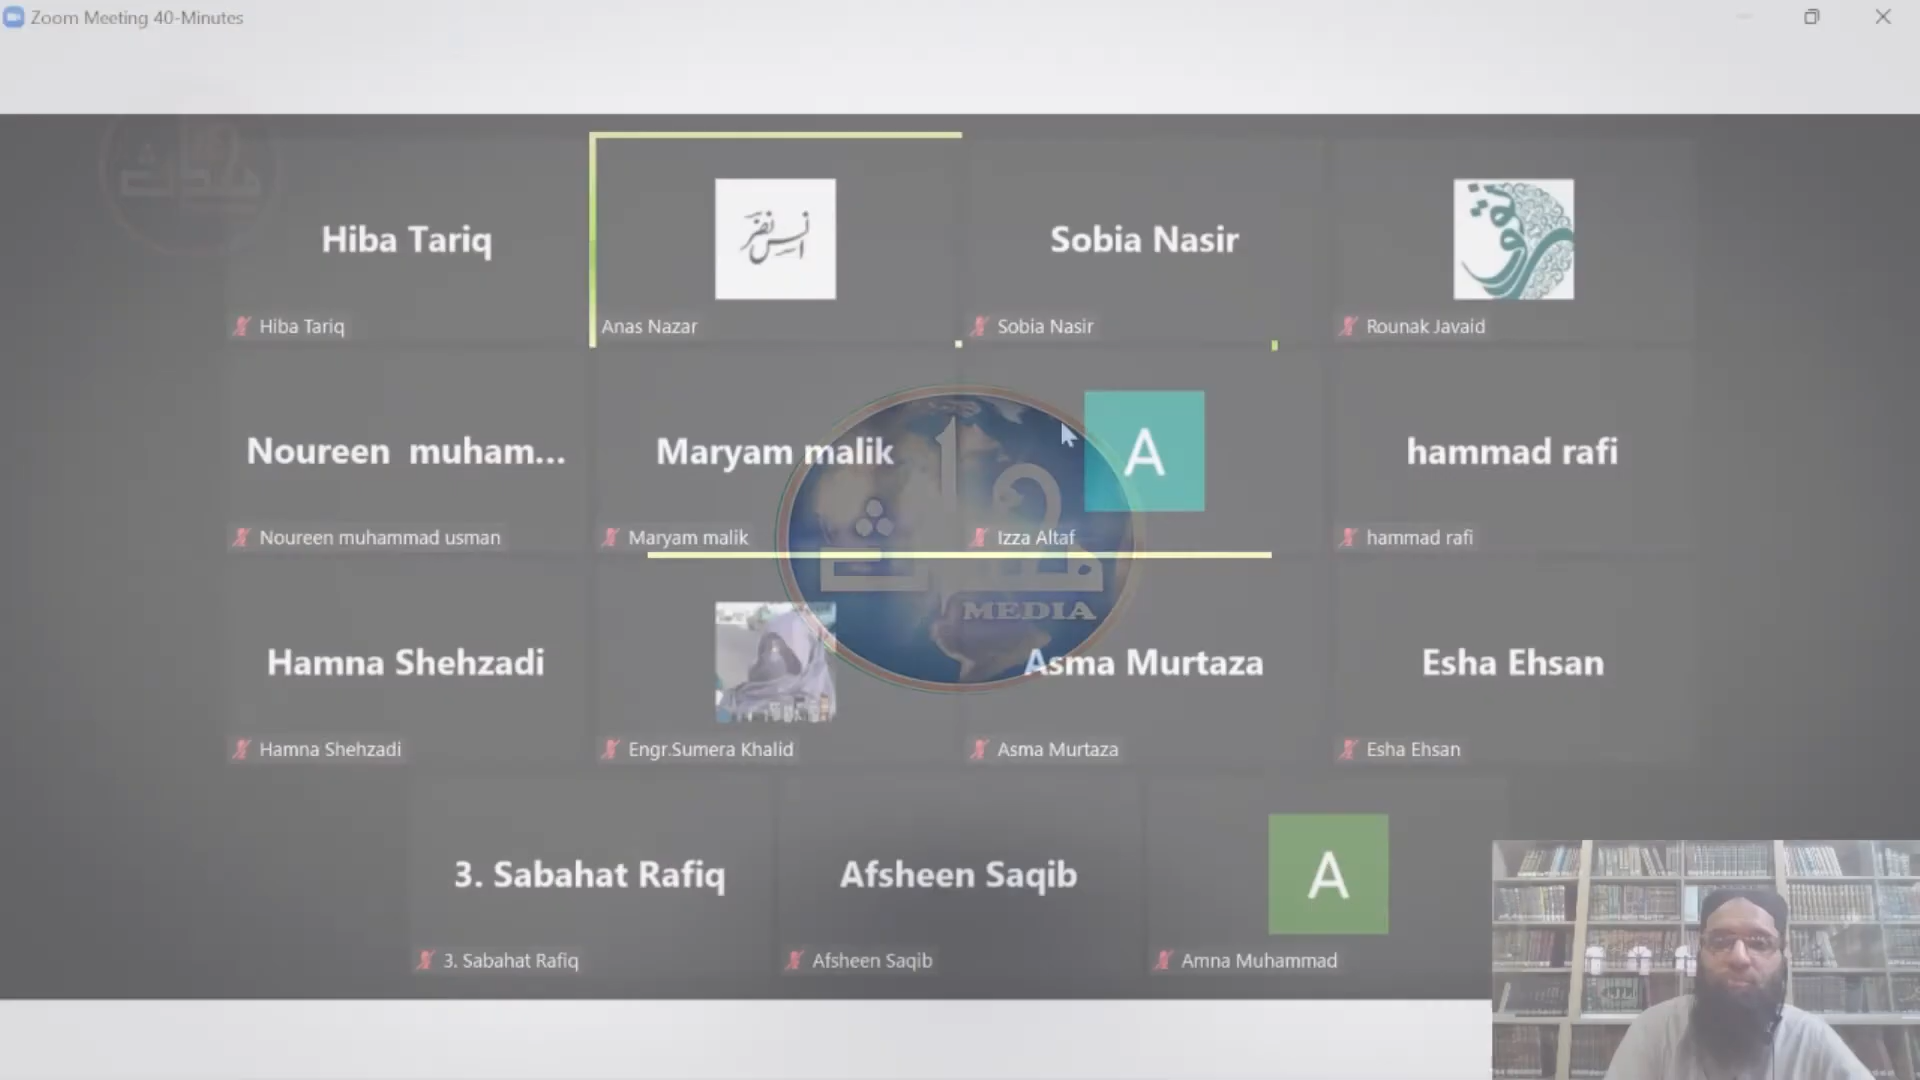 Zoom Meeting 40-Minutes
Hiba Tariq
انس نضر
Sobia Nasir
Hiba Tariq
Anas Nazar
Sobia Nasir
Rounak Javaid
Noureen muham...
Maryam malik
A
hammad rafi
Noureen muhammad usman
Maryam malik
Izza Altaf
hammad rafi
محدث
MEDIA
Hamna Shehzadi
Asma Murtaza
Esha Ehsan
Hamna Shehzadi
Engr.Sumera Khalid
Asma Murtaza
Esha Ehsan
3. Sabahat Rafiq
Afsheen Saqib
A
3. Sabahat Rafiq
Afsheen Saqib
Amna Muhammad